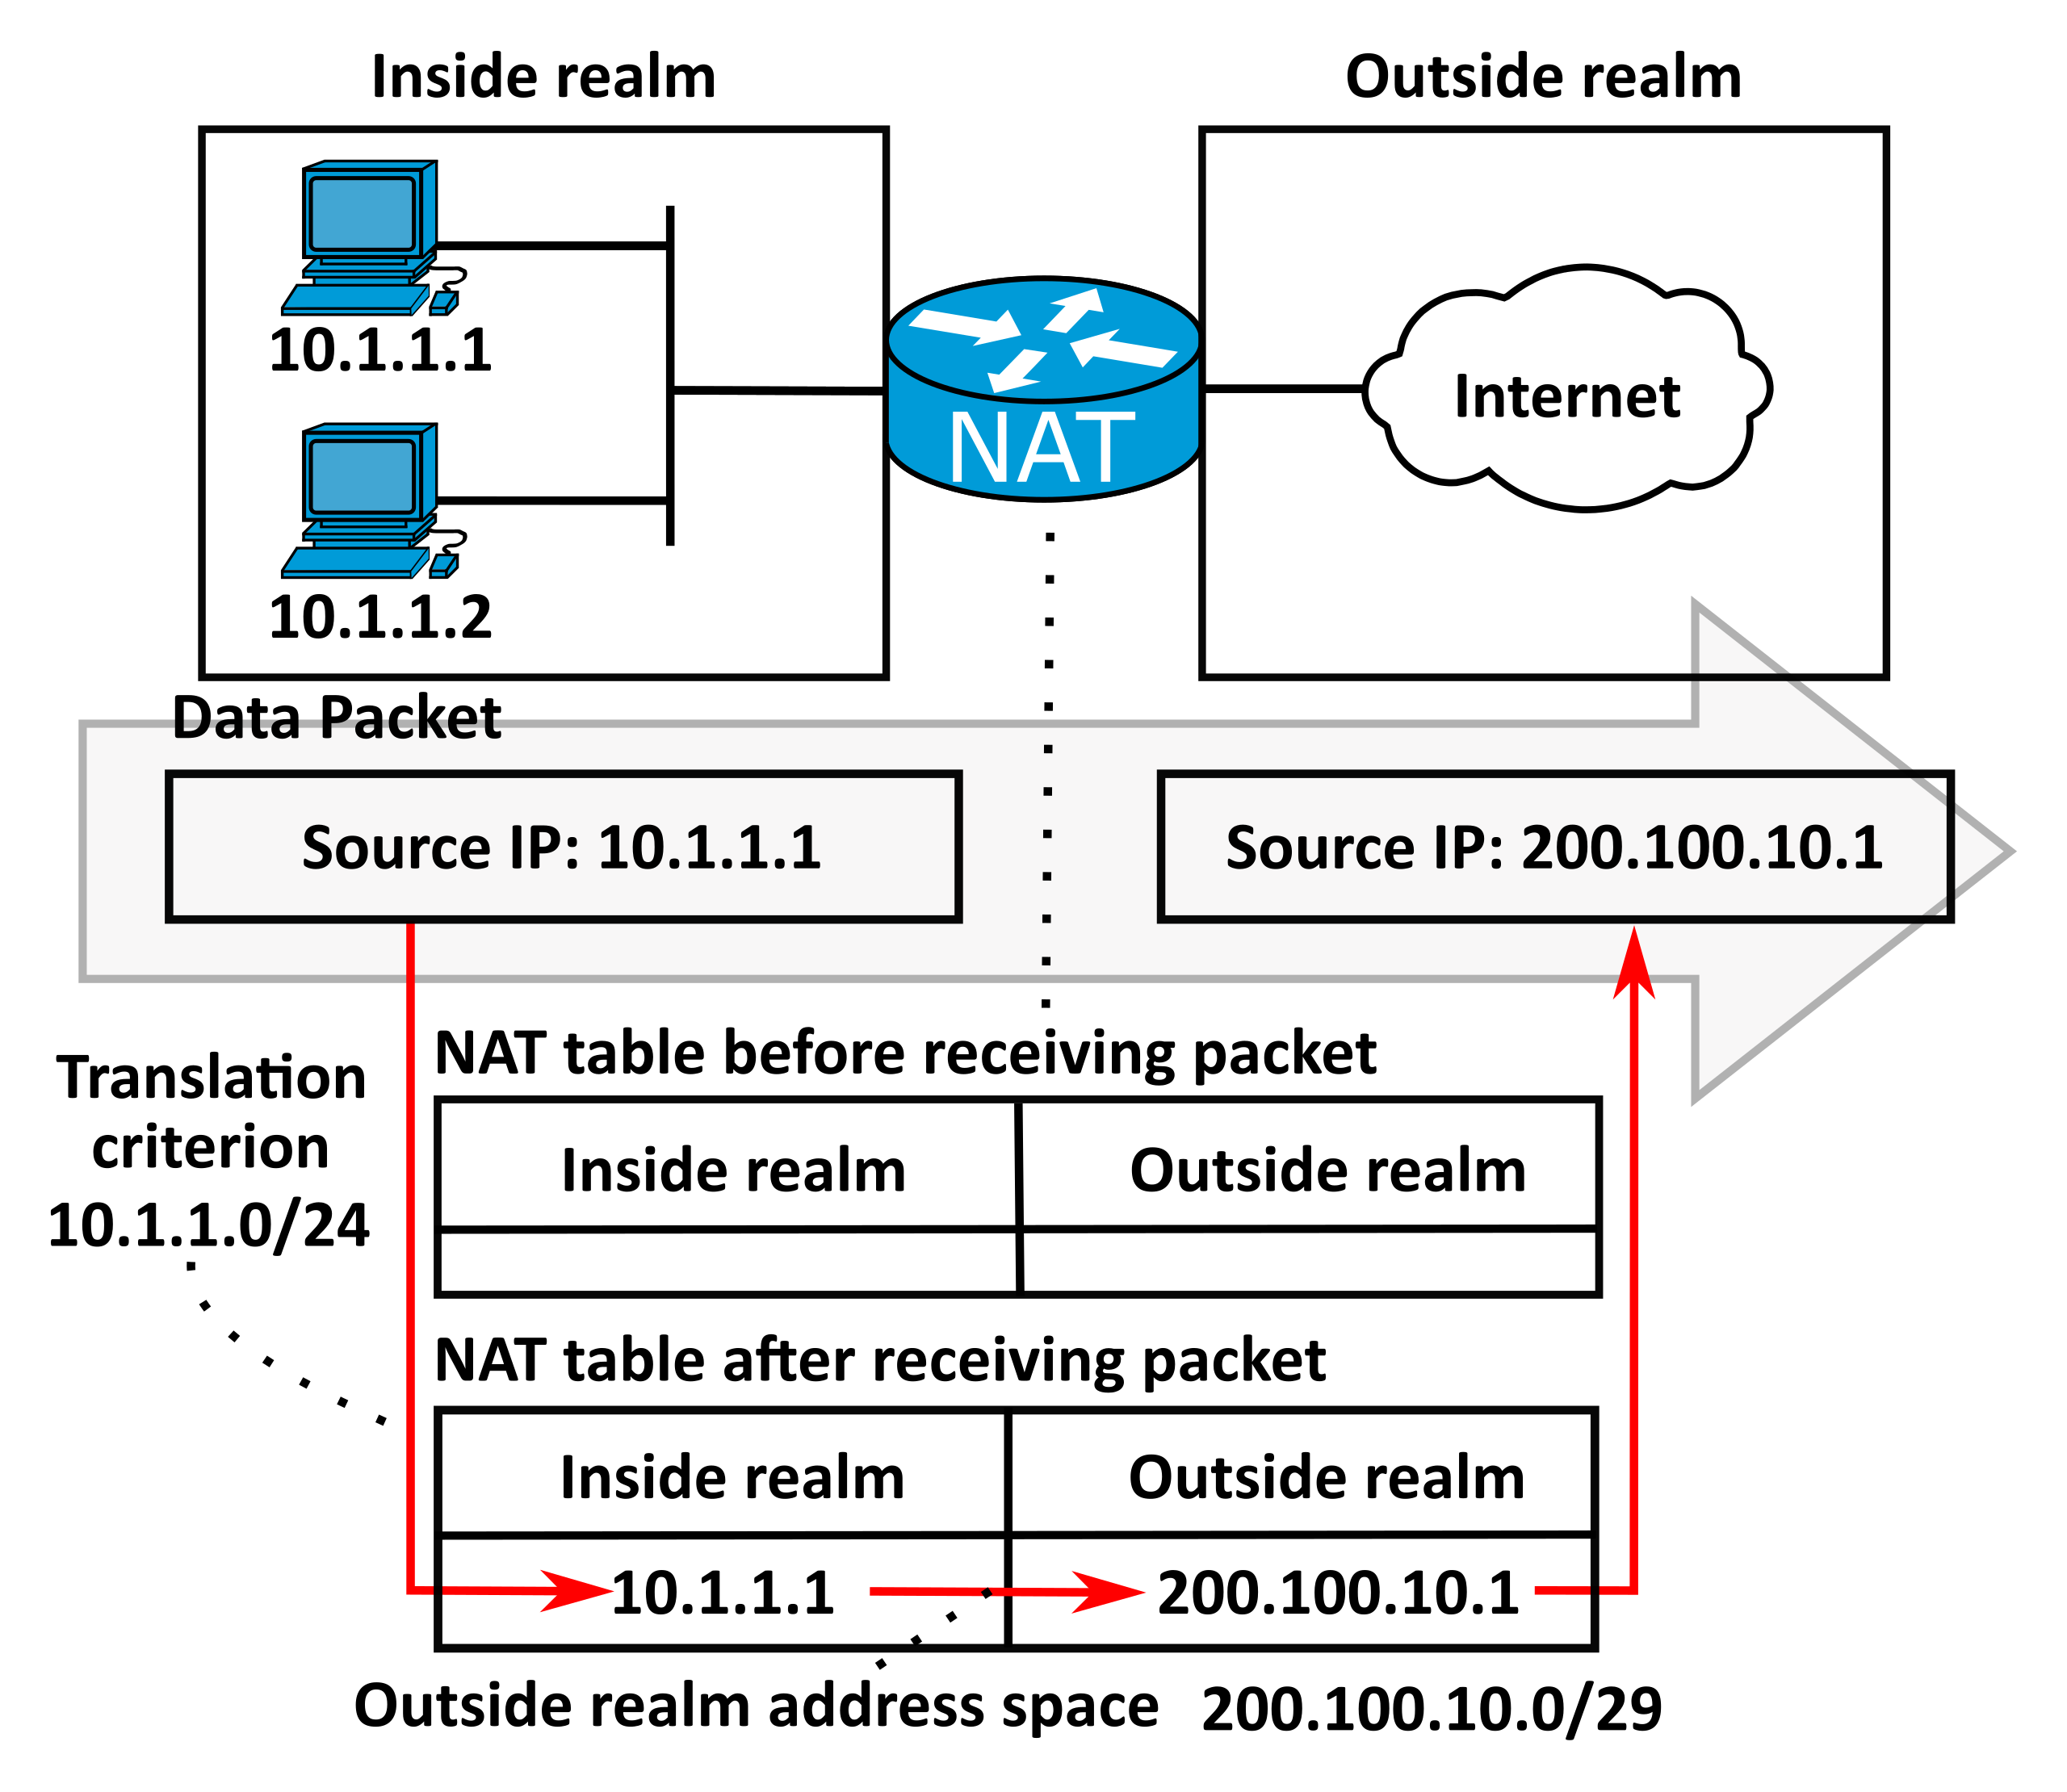 Inside realm
Outside realm
10.1.1.1
NAT
Internet
10.1.1.2
Data Packet
Source IP: 10.1.1.1
Source IP: 200.100.10.1
Translation
criterion
10.1.1.0/24
NAT table before receiving packet
Inside realm
Outside realm
NAT table after receiving packet
Inside realm
Outside realm
10.1.1.1
200.100.10.1
Outside realm address space
200.100.10.0/29